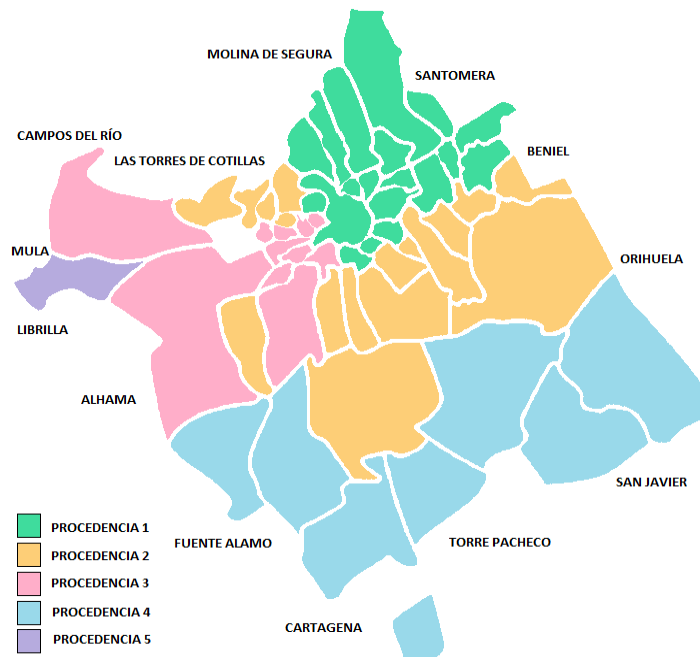 MOLINA DE SEGURA
SANTOMERA
CAMPOS DEL RÍO
LAS TORRES DE COTILLAS
BENIEL
MULA
ORIHUELA
LIBRILLA
ALHAMA
SAN JAVIER
FUENTE ALAMO
TORRE PACHECO
CARTAGENA
PROCEDENCIA 1
PROCEDENCIA 2
PROCEDENCIA 3
PROCEDENCIA 4
PROCEDENCIA 5